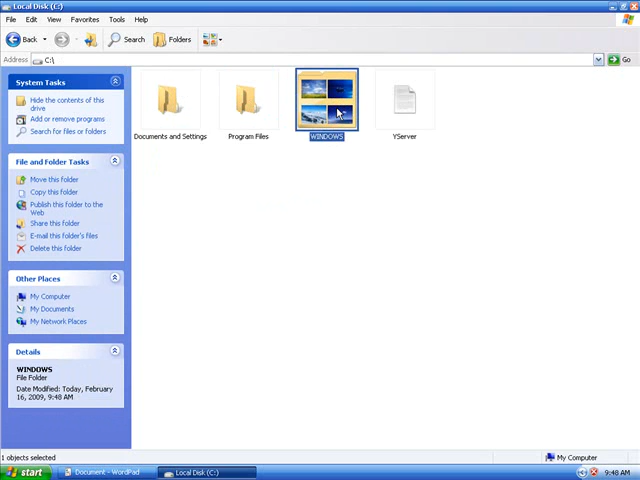 Local Disk (C:)
File Edit View Favorites Tools Help
Back Search Folders
Address C:\ Go
System Tasks
Hide the contents of this
drive
Add or remove programs
Search for files or folders
File and Folder Tasks
Move this folder
Copy this folder
Publish this folder to the
Web
Share this folder
E-mail this folder's files
Delete this folder
Other Places
My Computer
My Documents
My Network Places
Details
WINDOWS
File Folder
Date Modified: Today, February
16, 2009, 9:48 AM
Documents and Settings
Program Files
WINDOWS
YServer
1 objects selected
My Computer
start
Document - WordPad
Local Disk (C:)
9:48 AM